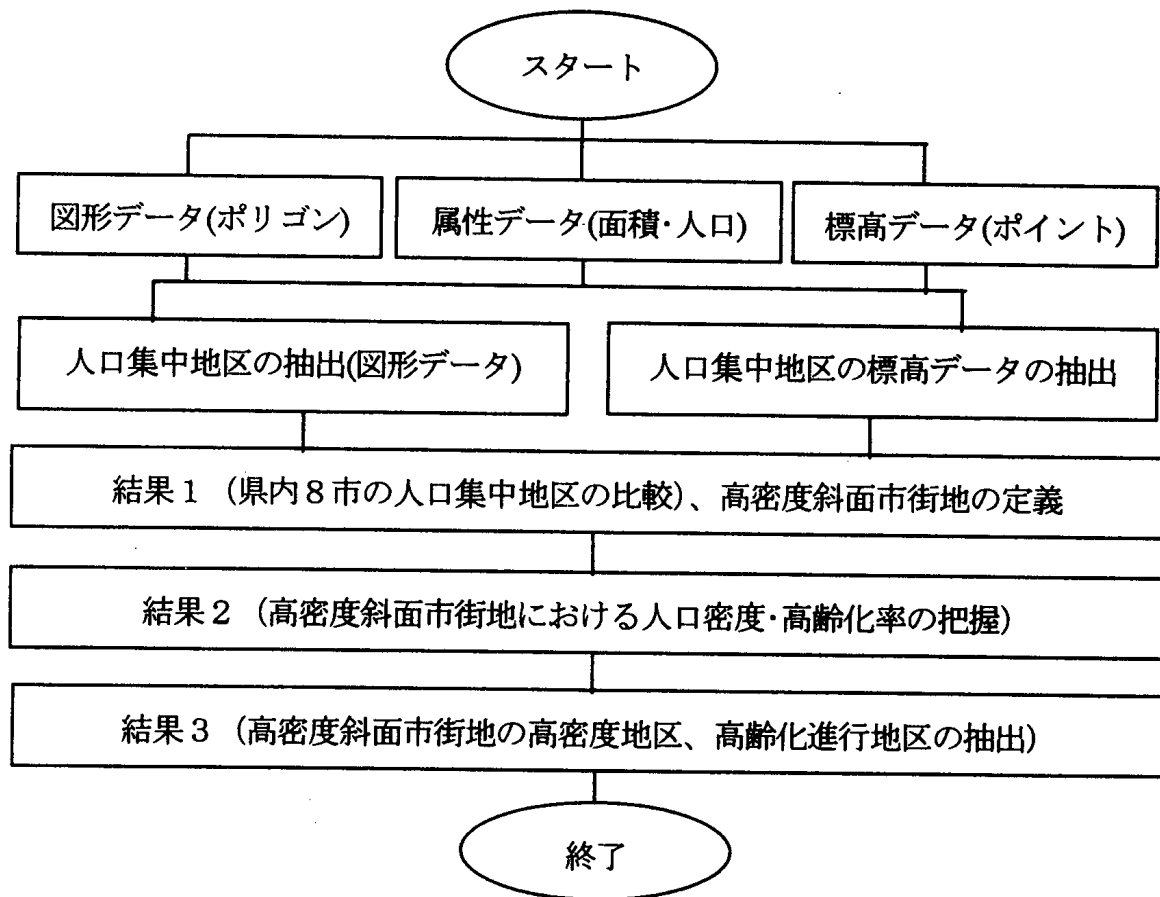 スタート
図形データ(ポリゴン)
属性データ(面積・人口)
標高データ(ポイント)
人口集中地区の抽出(図形データ)
人口集中地区の標高データの抽出
結果１（県内８市の人口集中地区の比較)、高密度斜面市街地の定義
結果２（高密度斜面市街地における人口密度・高齢化率の把握)
結果３（高密度斜面市街地の高密度地区、高齢化進行地区の抽出)
終了